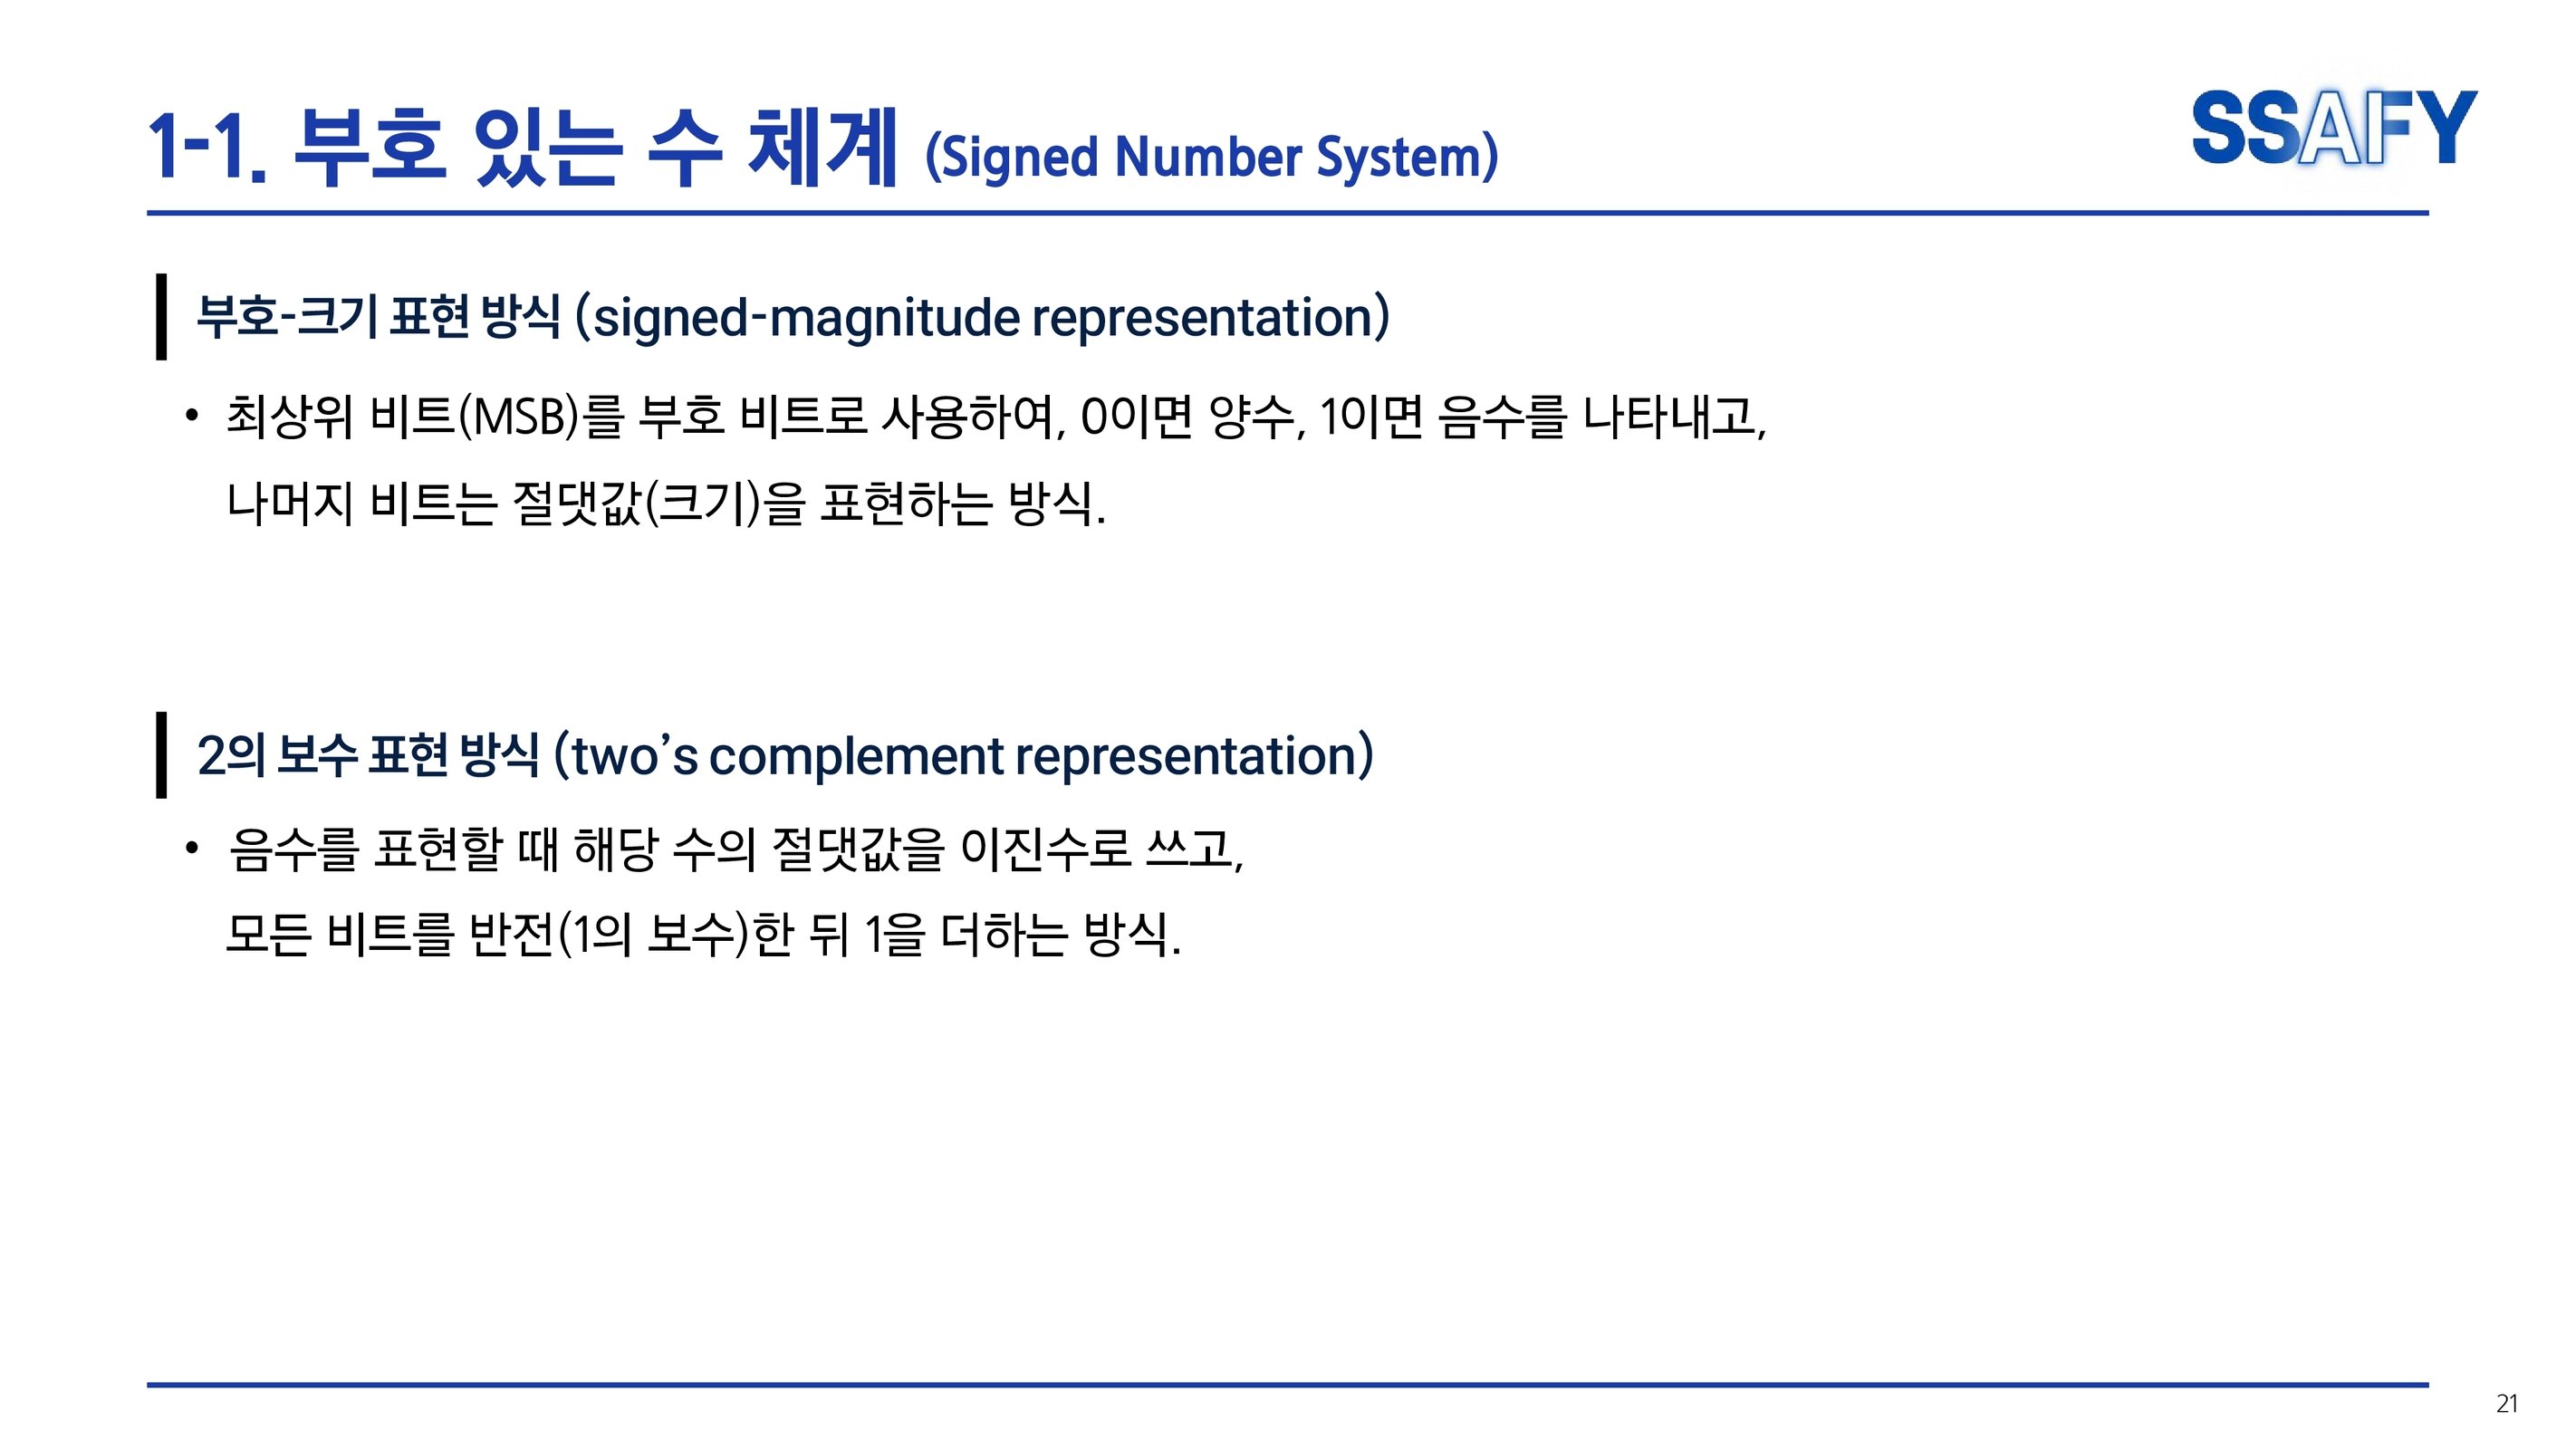 1-1. 부호 있는 수 체계 (Signed Number System)
SSAFY
부호-크기 표현 방식 (signed-magnitude representation)
• 최상위 비트(MSB)를 부호 비트로 사용하여, 0이면 양수, 1이면 음수를 나타내고,
나머지 비트는 절댓값(크기)을 표현하는 방식.
2의 보수 표현 방식 (two’s complement representation)
• 음수를 표현할 때 해당 수의 절댓값을 이진수로 쓰고,
모든 비트를 반전(1의 보수)한 뒤 1을 더하는 방식.
21